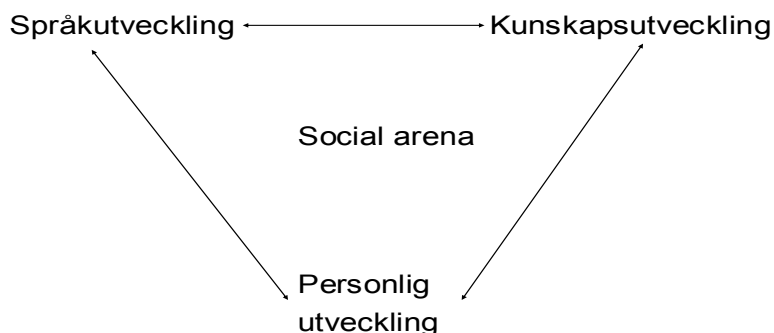 Språkutveckling
Kunskapsutveckling
Social arena
Personlig
utveckling